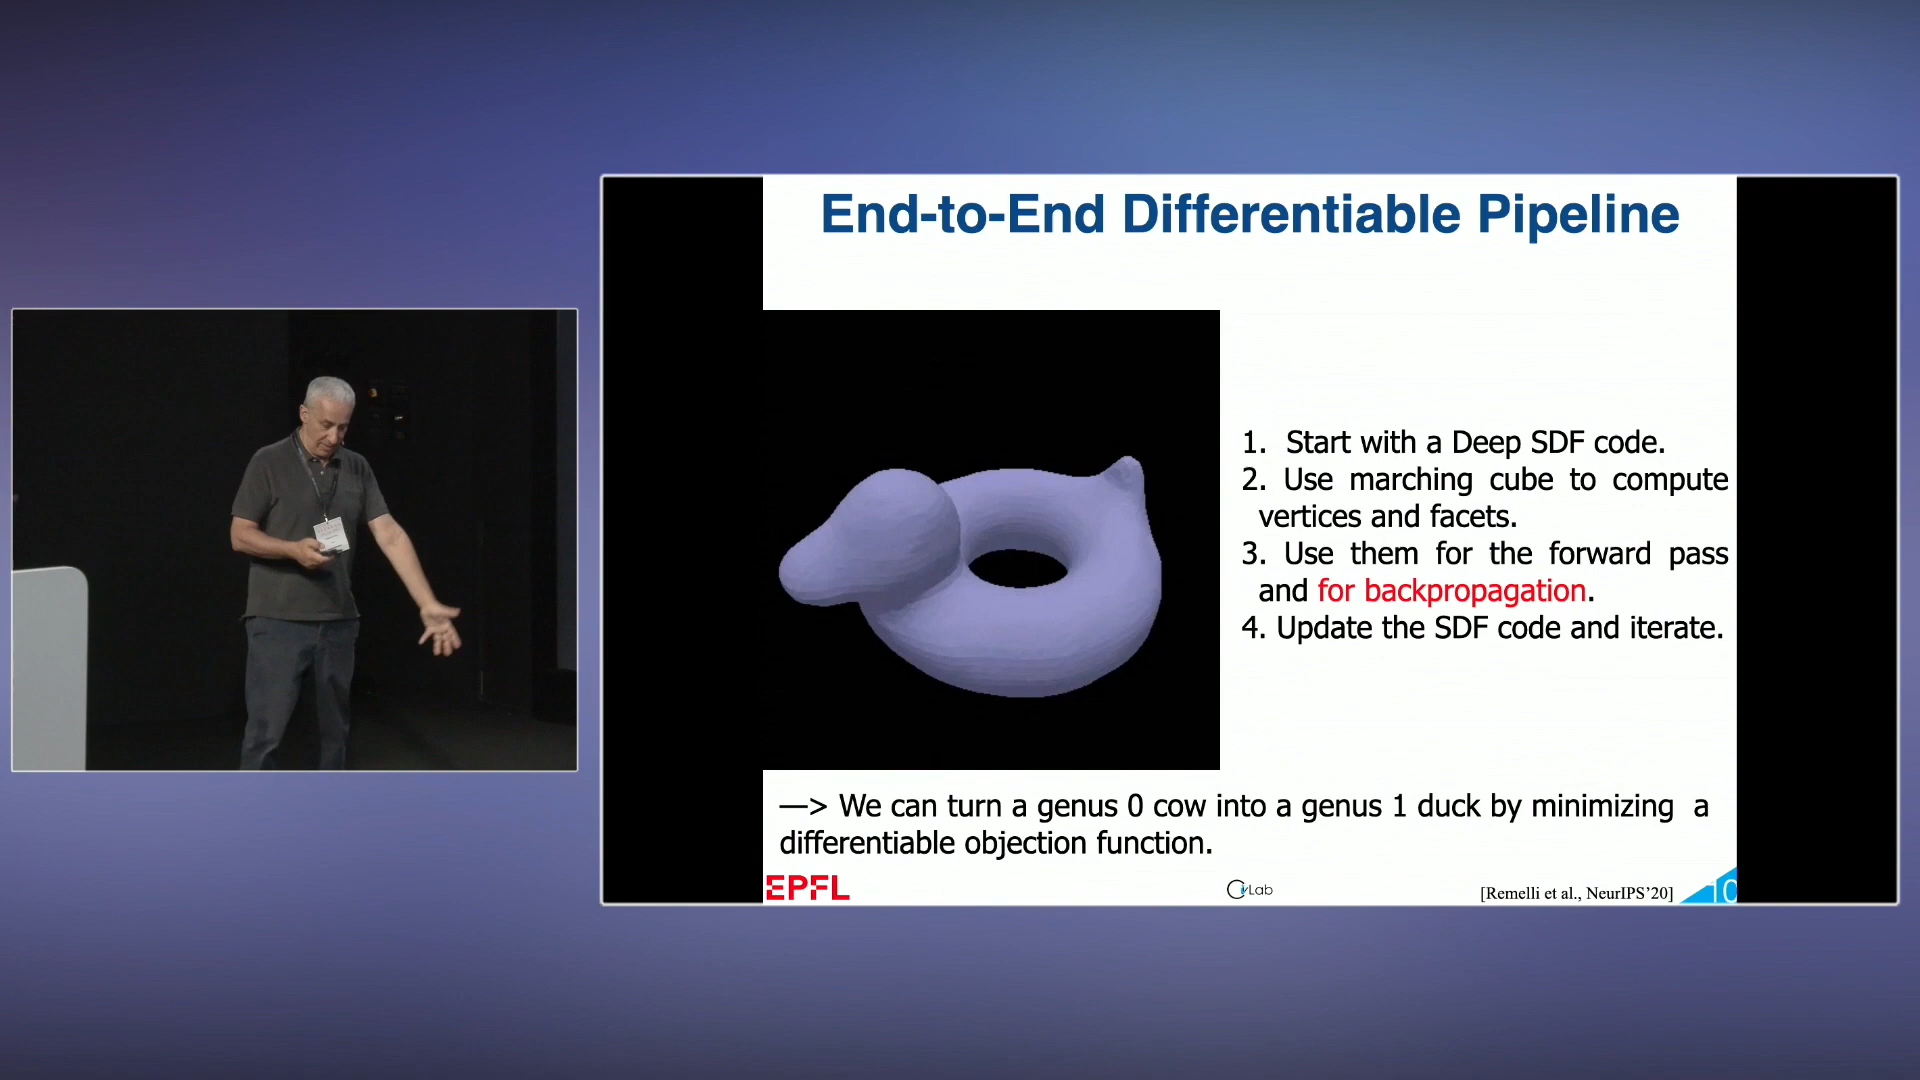 End-to-End Differentiable Pipeline
1. Start with a Deep SDF code.
2. Use marching cube to compute
vertices and facets.
3. Use them for the forward pass
and for backpropagation.
4. Update the SDF code and iterate.
—> We can turn a genus 0 cow into a genus 1 duck by minimizing a
differentiable objection function.
EPFL
CvLab
[Remelli et al., NeurIPS’20]
10